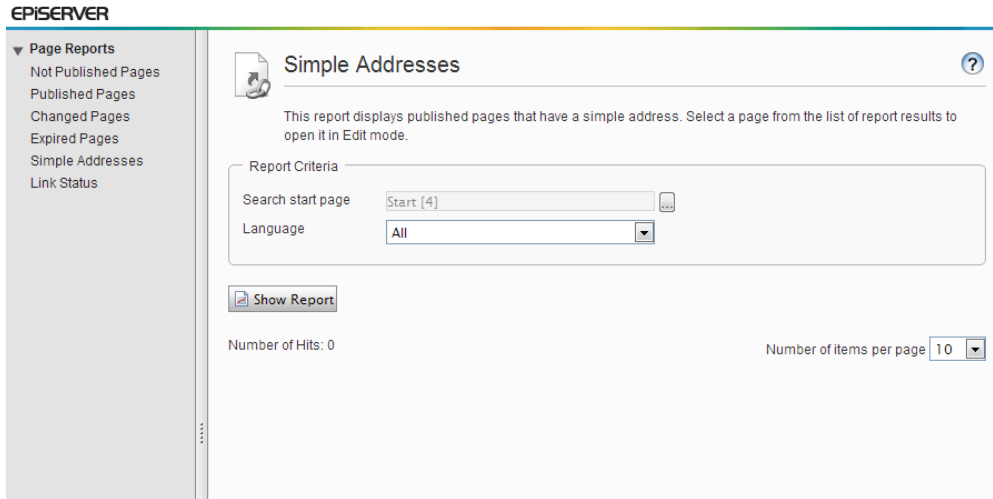 EPiSERVER
Page Reports
Not Published Pages
Published Pages
Changed Pages
Expired Pages
Simple Addresses
Link Status
Simple Addresses
?
This report displays published pages that have a simple address. Select a page from the list of report results to
open it in Edit mode.
Report Criteria
Search start page
Start [4]
...
Language
All
Show Report
Number of Hits: 0
Number of items per page 10